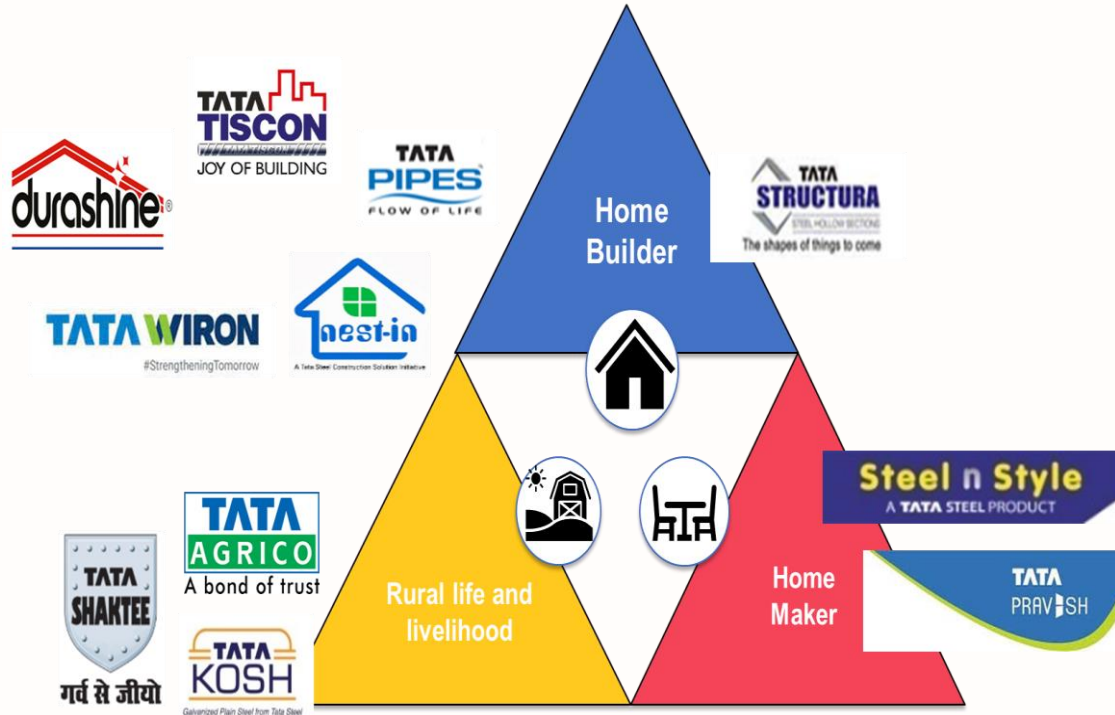 TATA
TISCON
JOY OF BUILDING
durashine®
TATA
PIPES
FLOW OF LIFE
Home
Builder
TATA
STRUCTURA
STEEL HOLLOW SECTIONS
The shapes of things to come
TATA WIRON
#StrengtheningTomorrow
nest-in
A Tata Steel Construction Solution Initiative
Steel n Style
A TATA STEEL PRODUCT
TATA
AGRICO
A bond of trust
TATA
SHAKTEE
गर्व से जीयो
TATA
KOSH
Galvanized Plain Steel from Tata Steel
Rural life and
livelihood
Home
Maker
TATA
PRAVESH